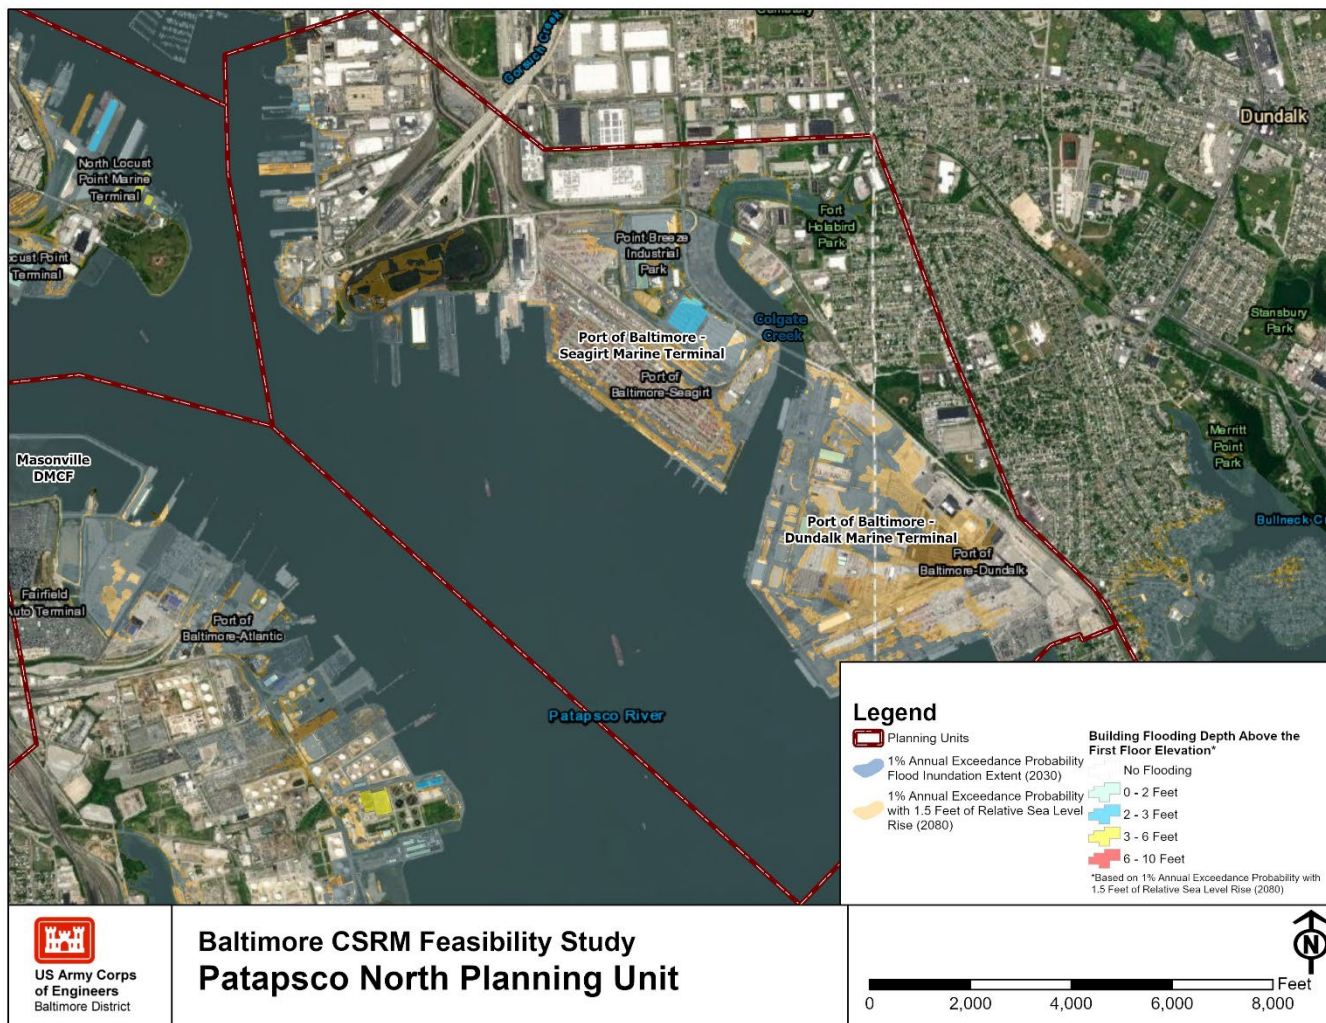 Cemetery
Gorsuch Creek
Dundalk
North Locust
Point Marine
Terminal
Fort
Holabird
Park
Point Breeze
Industrial
Park
Locust Point
Terminal
Stansbury
Park
Colgate
Creek
Port of Baltimore -
Seagirt Marine Terminal
Port of
Baltimore-Seagirt
Merritt
Point
Park
Masonville
DMCF
Bullneck C
Port of Baltimore -
Dundalk Marine Terminal
Port of
Baltimore-Dundalk
Fairfield
Auto Terminal
Port of
Baltimore-Atlantic
Patapsco River
Legend
Planning Units
1% Annual Exceedance Probability
Flood Inundation Extent (2030)
1% Annual Exceedance Probability
with 1.5 Feet of Relative Sea Level
Rise (2080)
Building Flooding Depth Above the
First Floor Elevation*
No Flooding
0 - 2 Feet
2 - 3 Feet
3 - 6 Feet
6 - 10 Feet
*Based on 1% Annual Exceedance Probability with
1.5 Feet of Relative Sea Level Rise (2080)
US Army Corps
of Engineers
Baltimore District
Baltimore CSRM Feasibility Study
Patapsco North Planning Unit
N
Feet
0 2,000 4,000 6,000 8,000